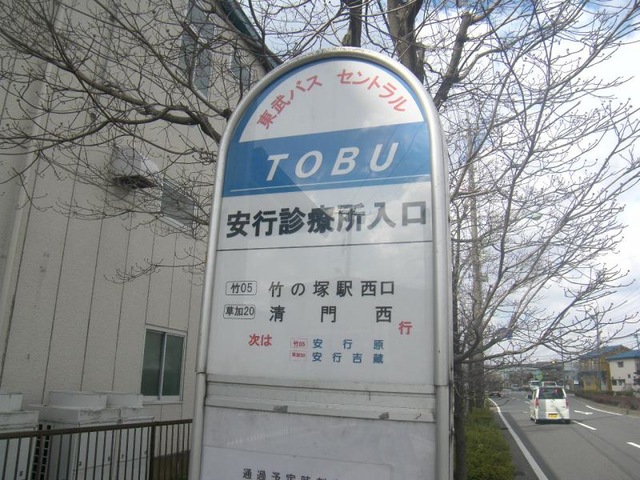 東武バス セントラル
TOBU
安行診療所入口
竹05 竹の塚駅西口
草加20 清門西
行
次は 竹05 安行原
草加20 安行吉蔵